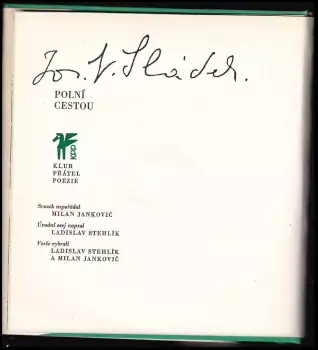 Jos. V. Sládek.
POLNÍ
CESTOU
KPP
KLUB
PŘÁTEL
POEZIE
Svazek uspořádal
MILAN JANKOVIČ
Úvodní esej napsal
LADISLAV STEHLÍK
Verše vybrali
LADISLAV STEHLÍK
A MILAN JANKOVIČ